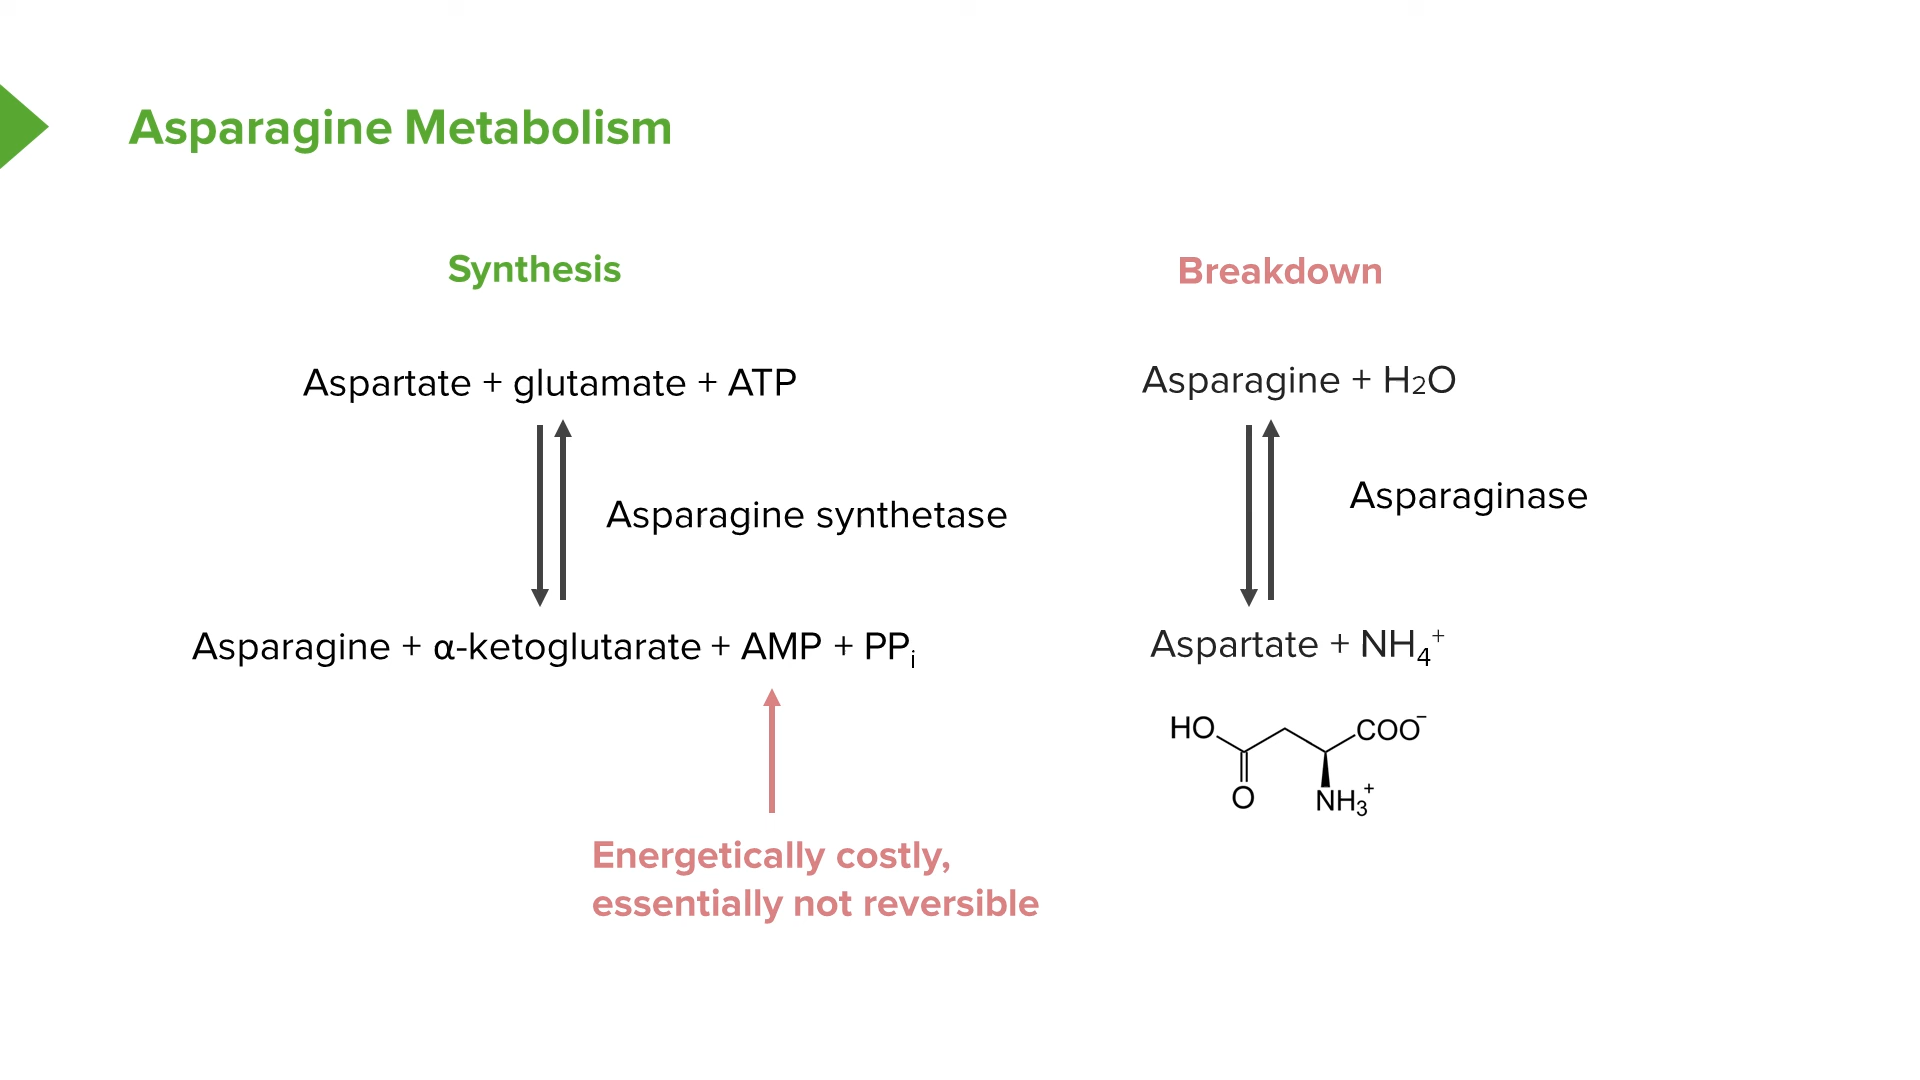 Asparagine Metabolism
Synthesis
Aspartate + glutamate + ATP
Asparagine synthetase
Asparagine + α-ketoglutarate + AMP + PPi
Energetically costly,
essentially not reversible
Breakdown
Asparagine + H₂O
Asparaginase
Aspartate + NH₄⁺
HO
COO⁻
O
NH₃⁺